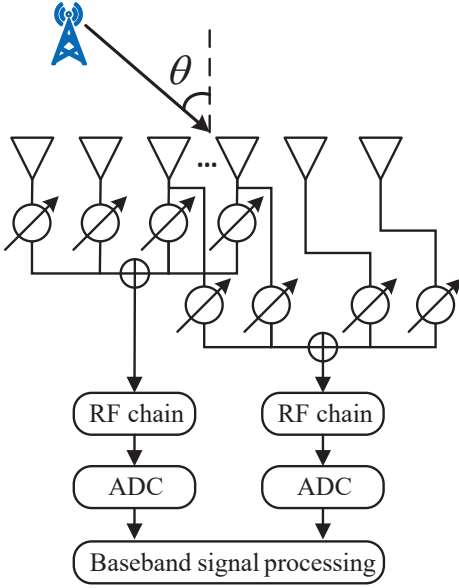 θ
...
RF chain RF chain
ADC ADC
Baseband signal processing